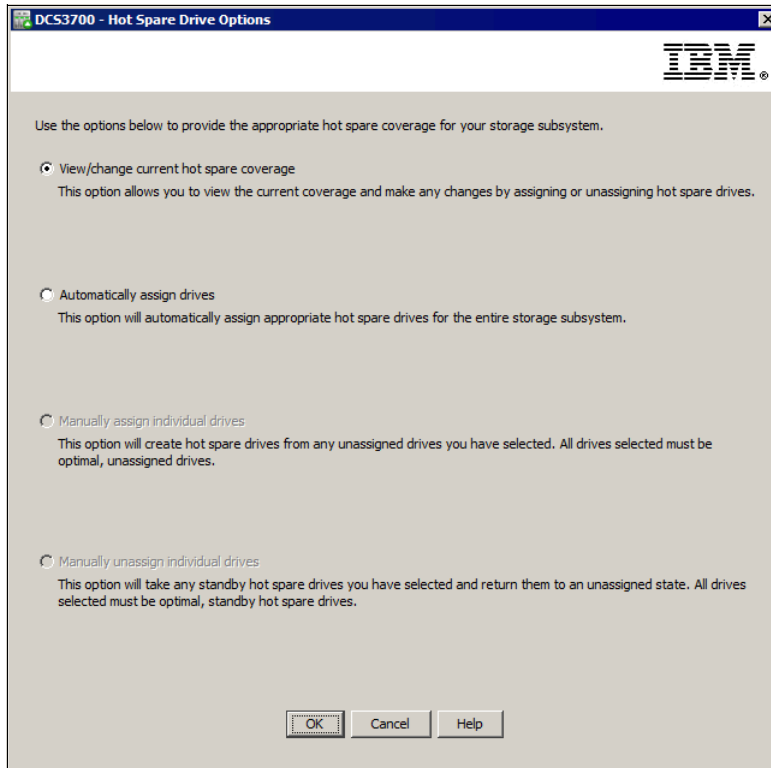 DCS3700 - Hot Spare Drive Options
IBM®
Use the options below to provide the appropriate hot spare coverage for your storage subsystem.
View/change current hot spare coverage
This option allows you to view the current coverage and make any changes by assigning or unassigning hot spare drives.
Automatically assign drives
This option will automatically assign appropriate hot spare drives for the entire storage subsystem.
Manually assign individual drives
This option will create hot spare drives from any unassigned drives you have selected. All drives selected must be
optimal, unassigned drives.
Manually unassign individual drives
This option will take any standby hot spare drives you have selected and return them to an unassigned state. All drives
selected must be optimal, standby hot spare drives.
OK Cancel Help